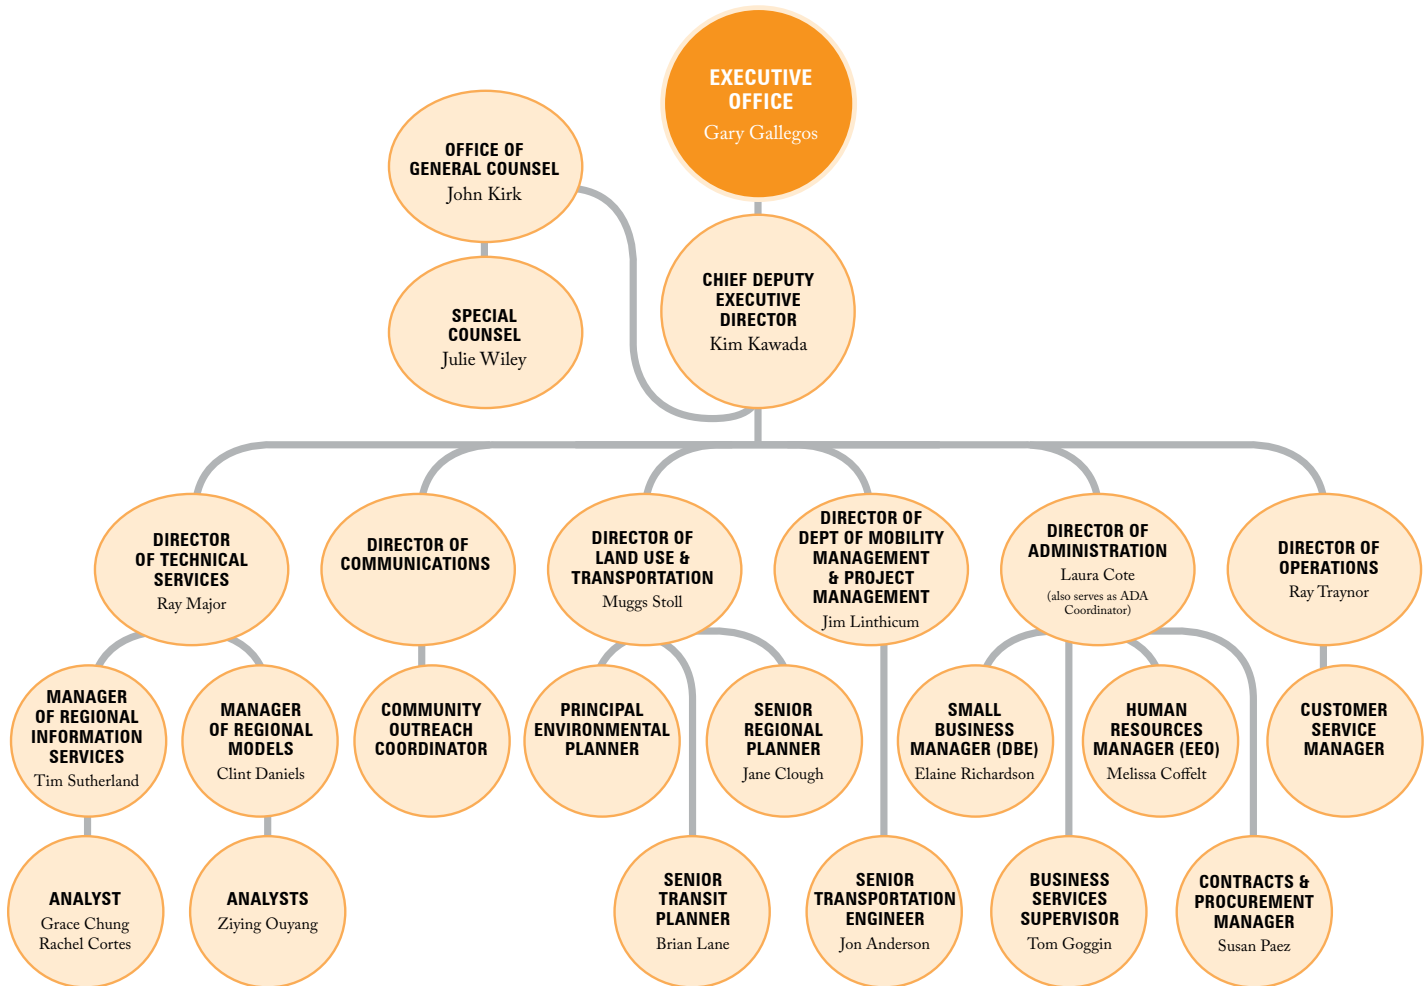 EXECUTIVE
OFFICE
Gary Gallegos
OFFICE OF
GENERAL COUNSEL
John Kirk
SPECIAL
COUNSEL
Julie Wiley
CHIEF DEPUTY
EXECUTIVE
DIRECTOR
Kim Kawada
DIRECTOR
OF TECHNICAL
SERVICES
Ray Major
DIRECTOR OF
COMMUNICATIONS
DIRECTOR OF
LAND USE &
TRANSPORTATION
Muggs Stoll
DIRECTOR OF
DEPT OF MOBILITY
MANAGEMENT
& PROJECT
MANAGEMENT
Jim Linthicum
DIRECTOR OF
ADMINISTRATION
Laura Cote
(also serves as ADA
Coordinator)
DIRECTOR OF
OPERATIONS
Ray Traynor
MANAGER
OF REGIONAL
INFORMATION
SERVICES
Tim Sutherland
MANAGER
OF REGIONAL
MODELS
Clint Daniels
COMMUNITY
OUTREACH
COORDINATOR
PRINCIPAL
ENVIRONMENTAL
PLANNER
SENIOR
REGIONAL
PLANNER
Jane Clough
SMALL
BUSINESS
MANAGER (DBE)
Elaine Richardson
HUMAN
RESOURCES
MANAGER (EEO)
Melissa Coffelt
CUSTOMER
SERVICE
MANAGER
ANALYST
Grace Chung
Rachel Cortes
ANALYSTS
Ziying Ouyang
SENIOR
TRANSIT
PLANNER
Brian Lane
SENIOR
TRANSPORTATION
ENGINEER
Jon Anderson
BUSINESS
SERVICES
SUPERVISOR
Tom Goggin
CONTRACTS &
PROCUREMENT
MANAGER
Susan Paez